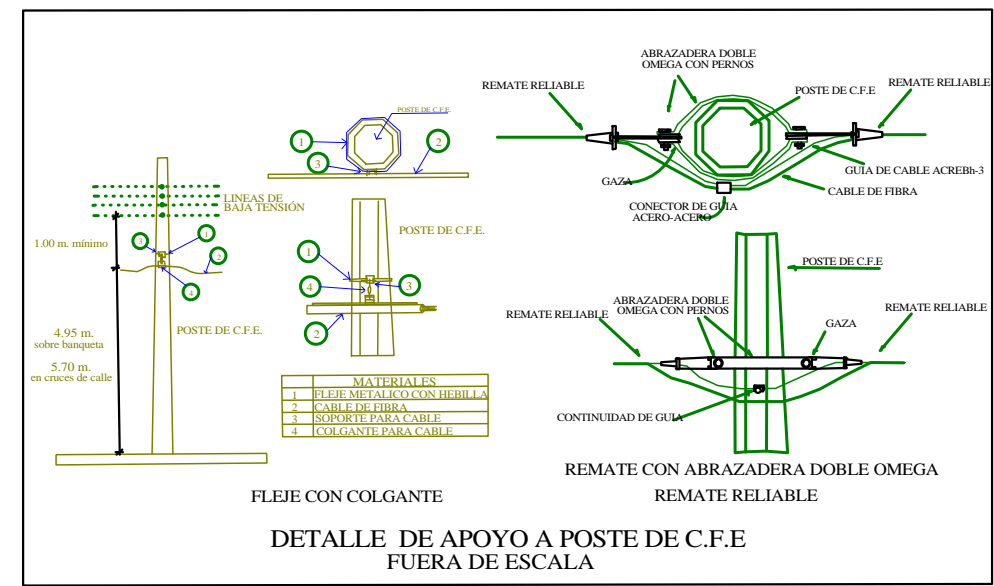 LINEAS DE
BAJA TENSIÓN
1.00 m. mínimo
3
1
2
4
POSTE DE C.F.E.
4.95 m.
sobre banqueta
5.70 m.
en cruces de calle
POSTE DE C.F.E.
1
2
3
POSTE DE C.F.E.
1
4
3
2
MATERIALES
1 FLEJE METALICO CON HEBILLA
2 CABLE DE FIBRA
3 SOPORTE PARA CABLE
4 COLGANTE PARA CABLE
FLEJE CON COLGANTE
ABRAZADERA DOBLE
OMEGA CON PERNOS
REMATE RELIABLE
POSTE DE C.F.E
REMATE RELIABLE
GAZA
GUIA DE CABLE ACREBh-3
CABLE DE FIBRA
CONECTOR DE GUIA
ACERO-ACERO
POSTE DE C.F.E
ABRAZADERA DOBLE
OMEGA CON PERNOS
REMATE RELIABLE
GAZA
REMATE RELIABLE
CONTINUIDAD DE GUIA
REMATE CON ABRAZADERA DOBLE OMEGA
REMATE RELIABLE
DETALLE DE APOYO A POSTE DE C.F.E
FUERA DE ESCALA